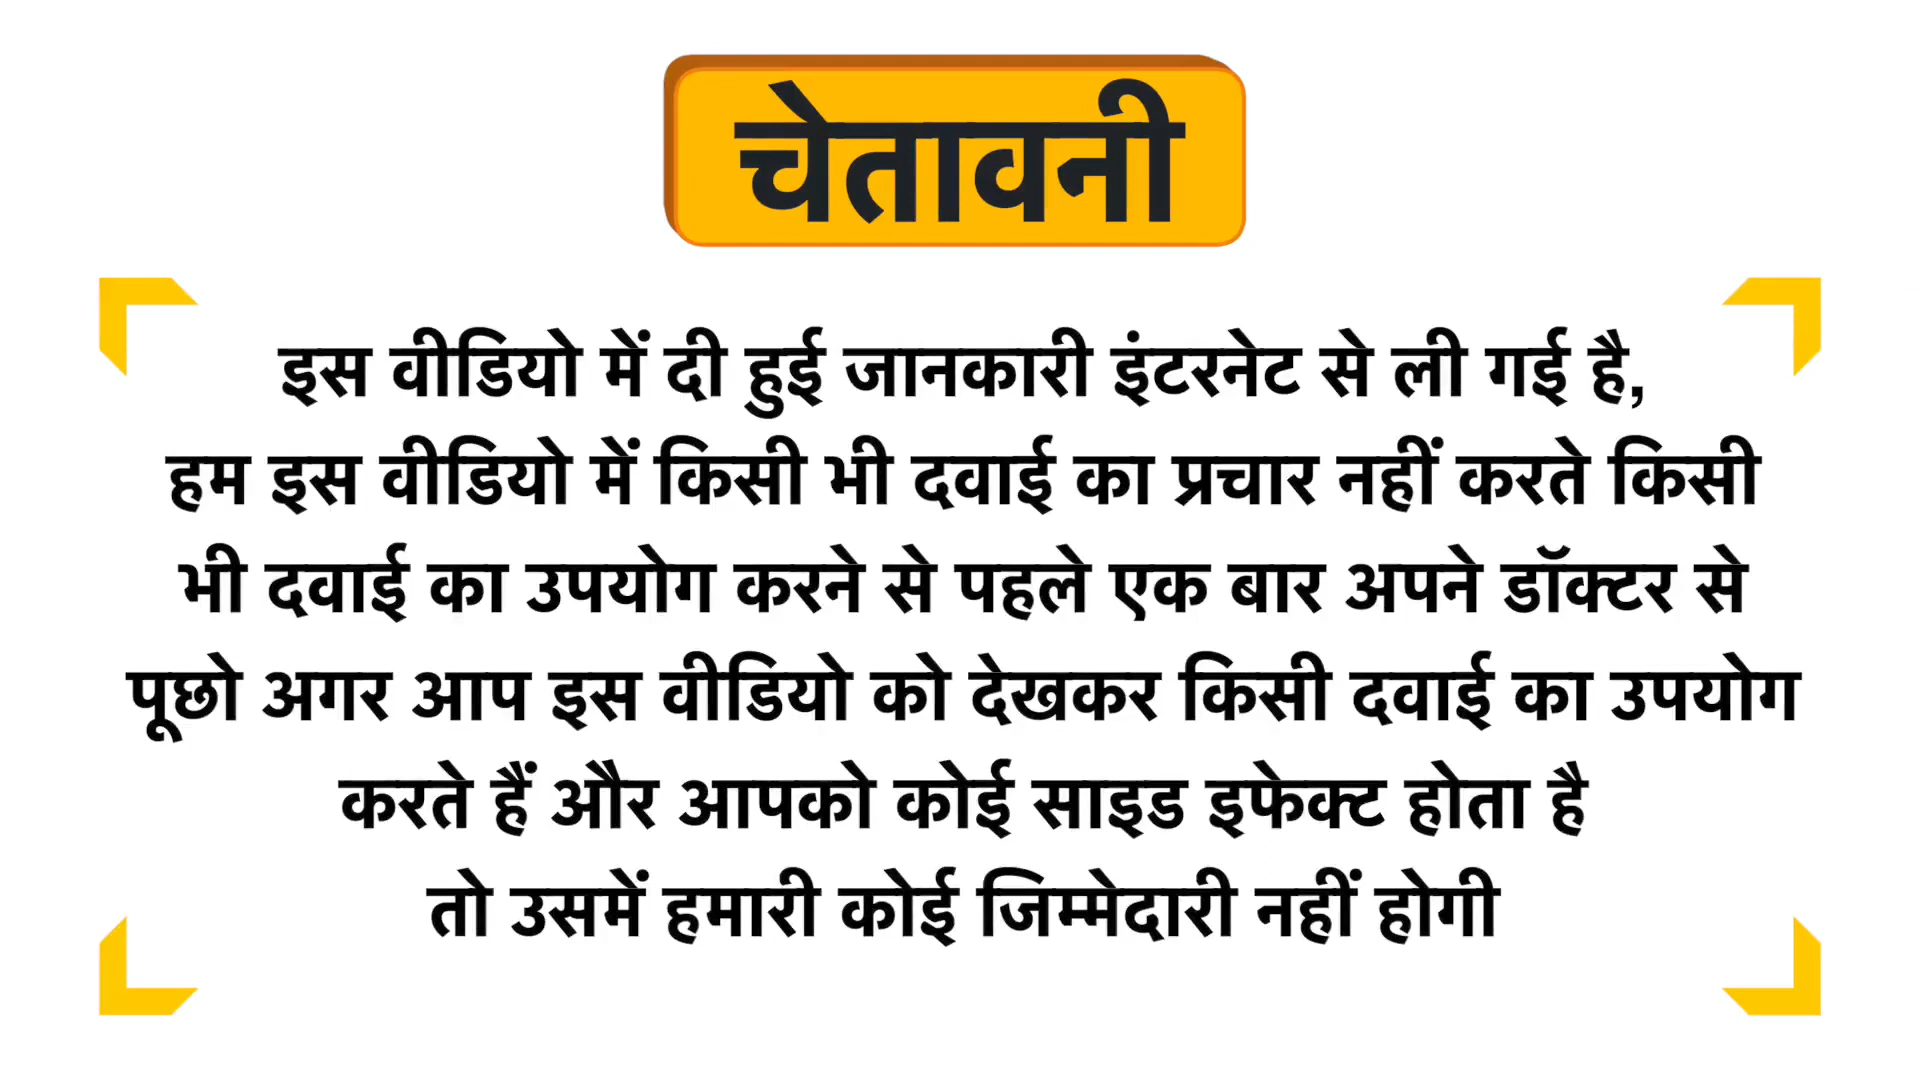 चेतावनी
इस वीडियो में दी हुई जानकारी इंटरनेट से ली गई है,
हम इस वीडियो में किसी भी दवाई का प्रचार नहीं करते किसी
भी दवाई का उपयोग करने से पहले एक बार अपने डॉक्टर से
पूछो अगर आप इस वीडियो को देखकर किसी दवाई का उपयोग
करते हैं और आपको कोई साइड इफेक्ट होता है
तो उसमें हमारी कोई जिम्मेदारी नहीं होगी